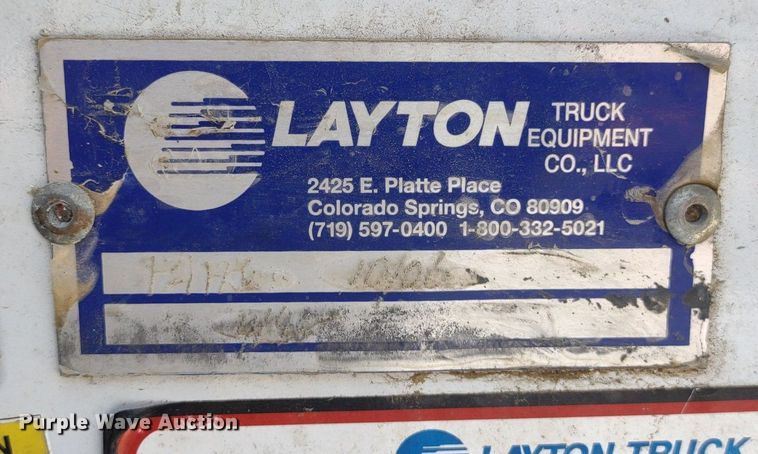 LAYTON TRUCK EQUIPMENT CO., LLC
2425 E. Platte Place
Colorado Springs, CO 80909
(719) 597-0400 1-800-332-5021
Purple Wave Auction
LAYTON TRUCK